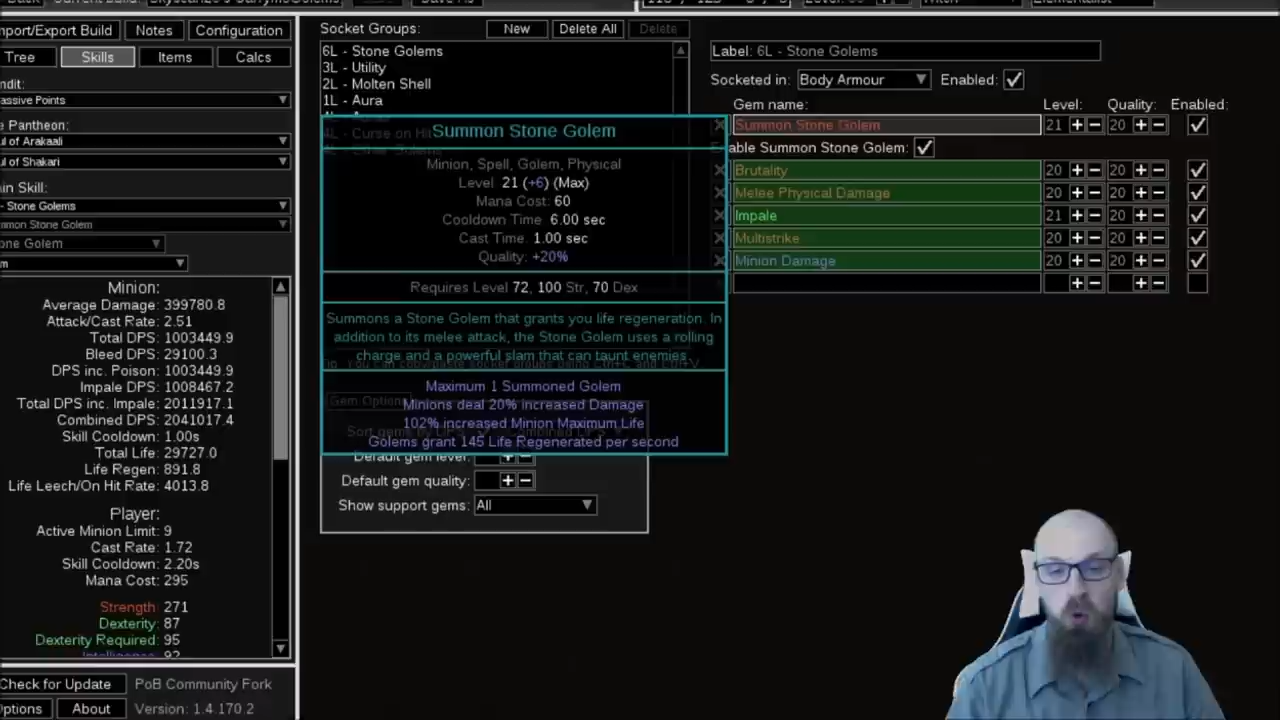 Import/Export Build
Notes
Configuration
Tree
Skills
Items
Calcs
assive Points
e Pantheon:
ul of Arakaali
ul of Shakari
in Skill:
- Stone Golems
mmon Stone Golem
one Golem
Minion:
Average Damage: 399780.8
Attack/Cast Rate: 2.51
Total DPS: 1003449.9
Bleed DPS: 29100.3
DPS inc. Poison: 1003449.9
Impale DPS: 1008467.2
Total DPS inc. Impale: 2011917.1
Combined DPS: 2041017.4
Skill Cooldown: 1.00s
Total Life: 29727.0
Life Regen: 891.8
Life Leech/On Hit Rate: 4013.8
Player:
Active Minion Limit: 9
Cast Rate: 1.72
Skill Cooldown: 2.20s
Mana Cost: 295
Strength: 271
Dexterity: 87
Dexterity Required: 95
Intelligence: 92
Check for Update
PoB Community Fork
Options
About
Version: 1.4.170.2
Socket Groups:
New
Delete All
Delete
6L - Stone Golems
3L - Utility
2L - Molten Shell
1L - Aura
Summon Stone Golem
Minion, Spell, Golem, Physical
Level: 21 (+6) (Max)
Mana Cost: 60
Cooldown Time: 6.00 sec
Cast Time: 1.00 sec
Quality: +20%
Requires Level 72, 100 Str, 70 Dex
Summons a Stone Golem that grants you life regeneration. In
addition to its melee attack, the Stone Golem uses a rolling
charge and a powerful slam that can taunt enemies.
Maximum 1 Summoned Golem
Minions deal 20% increased Damage
102% increased Minion Maximum Life
Golems grant 145 Life Regenerated per second
Default gem level:
Default gem quality:
Show support gems: All
Label: 6L - Stone Golems
Socketed in: Body Armour
Enabled:
Gem name:
Level:
Quality:
Enabled:
Summon Stone Golem 21 + - 20 + -
able Summon Stone Golem:
Brutality 20 + - 20 + -
Melee Physical Damage 20 + - 20 + -
Impale 21 + - 20 + -
Multistrike 20 + - 20 + -
Minion Damage 20 + - 20 + -
+ - + -